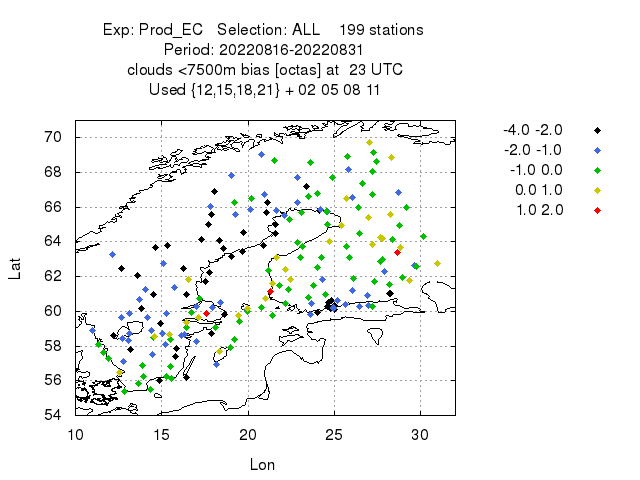 Exp: Prod_EC   Selection: ALL    199 stations
Period: 20220816-20220831
clouds <7500m bias [octas] at  23 UTC
Used {12,15,18,21} + 02 05 08 11
-4.0 -2.0
-2.0 -1.0
-1.0 0.0
0.0 1.0
1.0 2.0
70
68
66
64
62
60
58
56
54
Lat
10 15 20 25 30
Lon